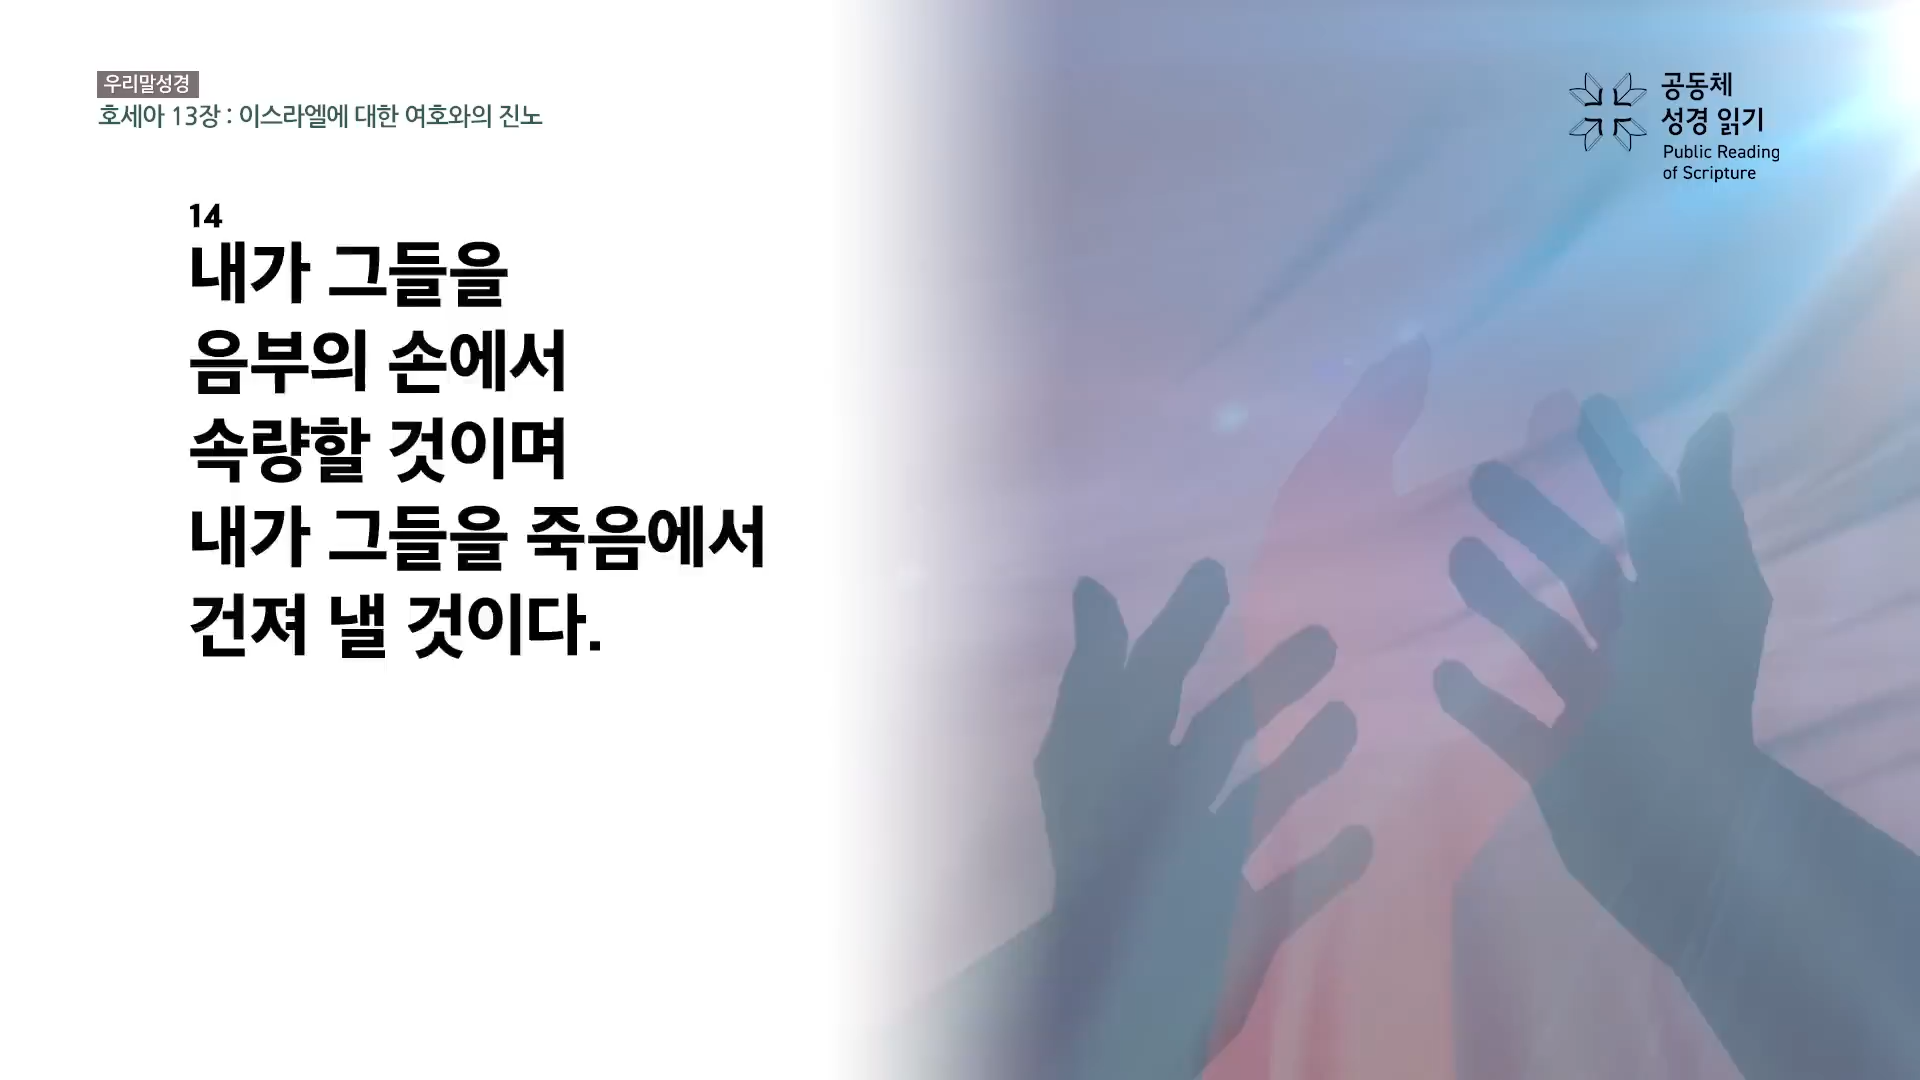 우리말성경
호세아 13장 : 이스라엘에 대한 여호와의 진노
공동체
성경 읽기
Public Reading
of Scripture
14
내가 그들을
음부의 손에서
속량할 것이며
내가 그들을 죽음에서
건져 낼 것이다.